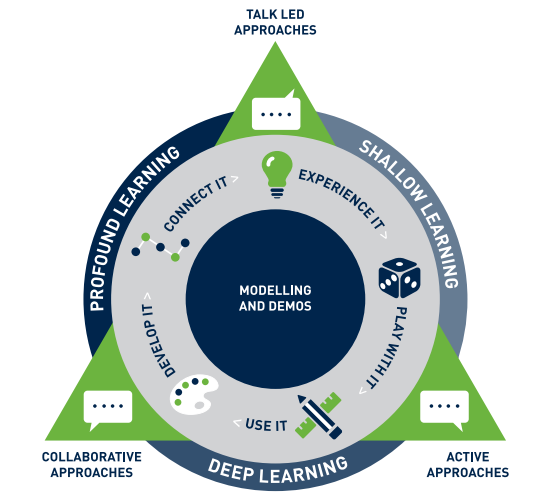 TALK LED
APPROACHES
PROFOUND LEARNING
SHALLOW LEARNING
CONNECT IT >
EXPERIENCE IT >
MODELLING
AND DEMOS
DEVELOP IT >
PLAY WITH IT >
< USE IT
DEEP LEARNING
COLLABORATIVE
APPROACHES
ACTIVE
APPROACHES